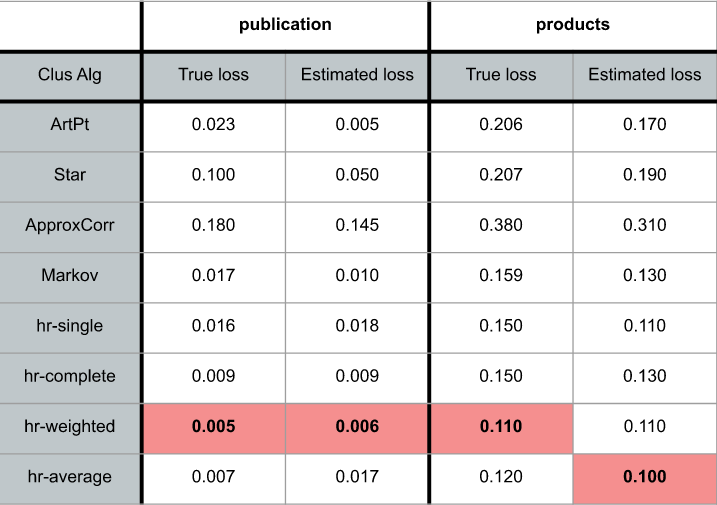 publication products
Clus Alg True loss Estimated loss True loss Estimated loss
ArtPt 0.023 0.005 0.206 0.170
Star 0.100 0.050 0.207 0.190
ApproxCorr 0.180 0.145 0.380 0.310
Markov 0.017 0.010 0.159 0.130
hr-single 0.016 0.018 0.150 0.110
hr-complete 0.009 0.009 0.150 0.130
hr-weighted 0.005 0.006 0.110 0.110
hr-average 0.007 0.017 0.120 0.100